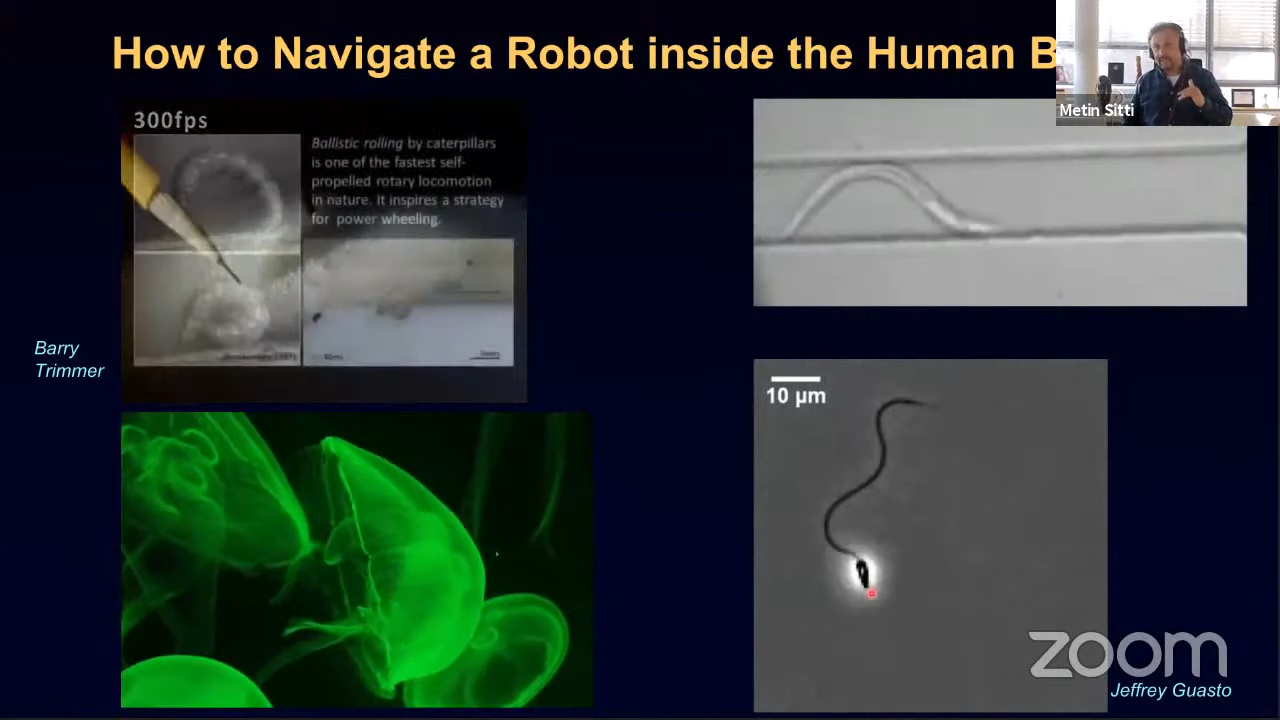 How to Navigate a Robot inside the Human B
Metin Sitti
300fps
Ballistic rolling by caterpillars
is one of the fastest self-
propelled rotary locomotion
in nature. It inspires a strategy
for power wheeling.
Barry
Trimmer
10 µm
zoom
Jeffrey Guasto